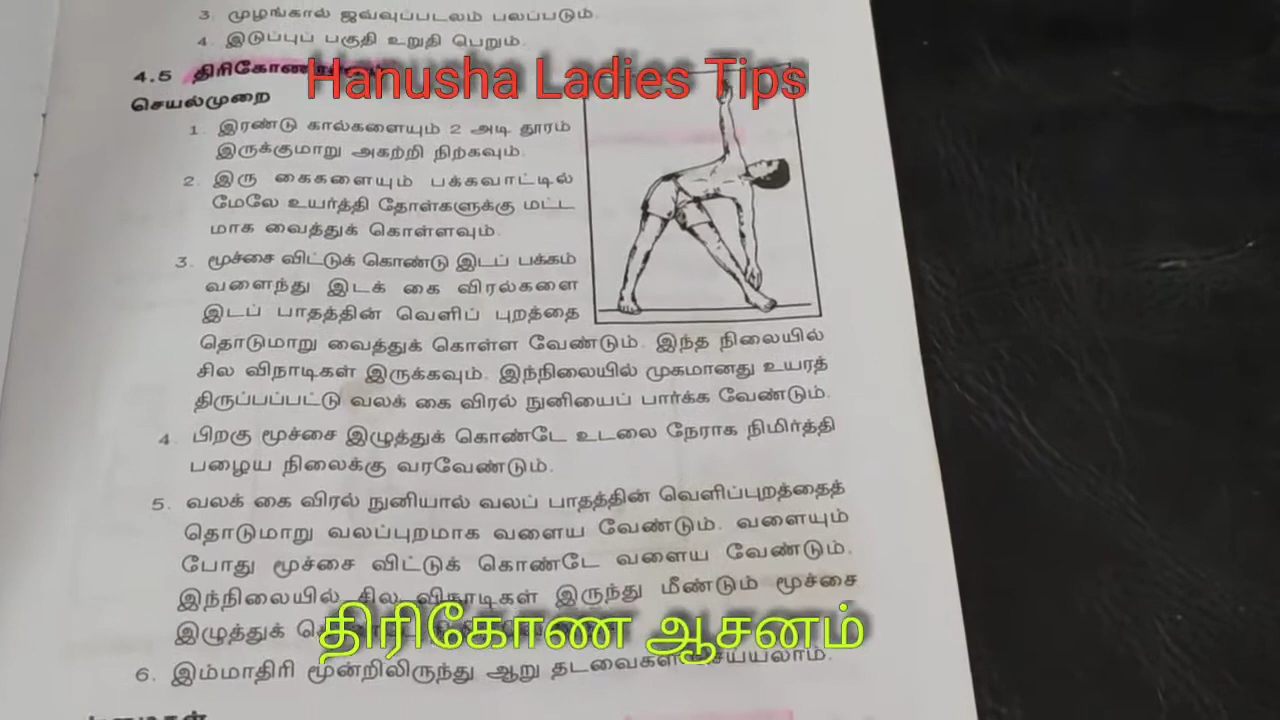 3. முழங்கால் ஜவ்வுப்படலம் பலப்படும்.
4. இடுப்புப் பகுதி உறுதி பெறும்.
Hanusha Ladies Tips
4.5
செயல்முறை
1. இரண்டு கால்களையும் 2 அடி தூரம்
இருக்குமாறு அகற்றி நிற்கவும்.
2. இரு கைகளையும் பக்கவாட்டில்
மேலே உயர்த்தி தோள்களுக்கு மட்ட
மாக வைத்துக் கொள்ளவும்.
3. மூச்சை விட்டுக் கொண்டு இடப் பக்கம்
வளைந்து இடக் கை விரல்களை
இடப் பாதத்தின் வெளிப் புறத்தை
தொடுமாறு வைத்துக் கொள்ள வேண்டும். இந்த நிலையில்
சில விநாடிகள் இருக்கவும். இந்நிலையில் முகமானது உயரத்
திருப்பப்பட்டு வலக் கை விரல் நுனியைப் பார்க்க வேண்டும்.
4. பிறகு மூச்சை இழுத்துக் கொண்டே உடலை நேராக நிமிர்த்தி
பழைய நிலைக்கு வரவேண்டும்.
5. வலக் கை விரல் நுனியால் வலப் பாதத்தின் வெளிப்புறத்தைத்
தொடுமாறு வலப்புறமாக வளைய வேண்டும். வளையும்
போது மூச்சை விட்டுக் கொண்டே வளைய வேண்டும்.
இந்நிலையில் சில விநாடிகள் இருந்து மீண்டும் மூச்சை
இழுத்துக்
திரிகோண ஆசனம்
6. இம்மாதிரி மூன்றிலிருந்து ஆறு தடவைகள் செய்யலாம்.